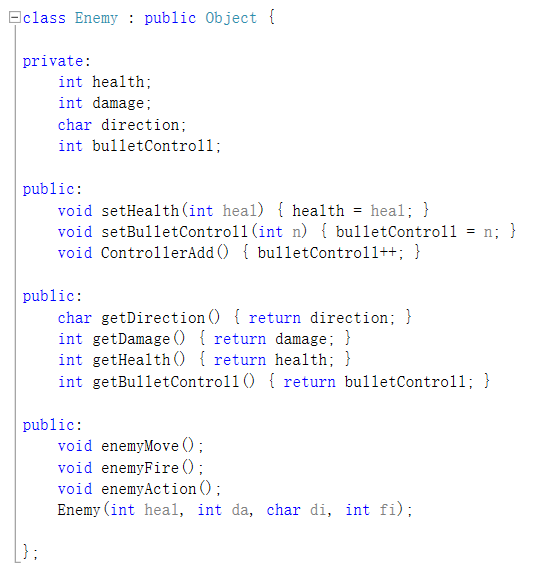 class Enemy : public Object {
private:
int health;
int damage;
char direction;
int bulletControll;
public:
void setHealth(int heal) { health = heal; }
void setBulletControll(int n) { bulletControll = n; }
void ControllerAdd() { bulletControll++; }
public:
char getDirection() { return direction; }
int getDamage() { return damage; }
int getHealth() { return health; }
int getBulletControll() { return bulletControll; }
public:
void enemyMove();
void enemyFire();
void enemyAction();
Enemy(int heal, int da, char di, int fi);
};